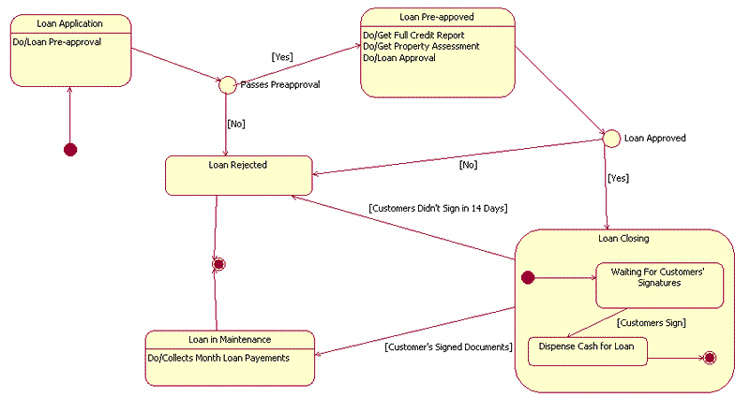 Loan Application
Do/Loan Pre-approval
Loan Pre-appoved
Do/Get Full Credit Report
Do/Get Property Assessment
Do/Loan Approval
[Yes]
Passes Preapproval
[No]
Loan Approved
Loan Rejected
[No]
[Yes]
[Customers Didn't Sign in 14 Days]
Loan Closing
Waiting For Customers'
Signatures
[Customers Sign]
Dispense Cash for Loan
Loan in Maintenance
Do/Collects Month Loan Payements
[Customer's Signed Documents]